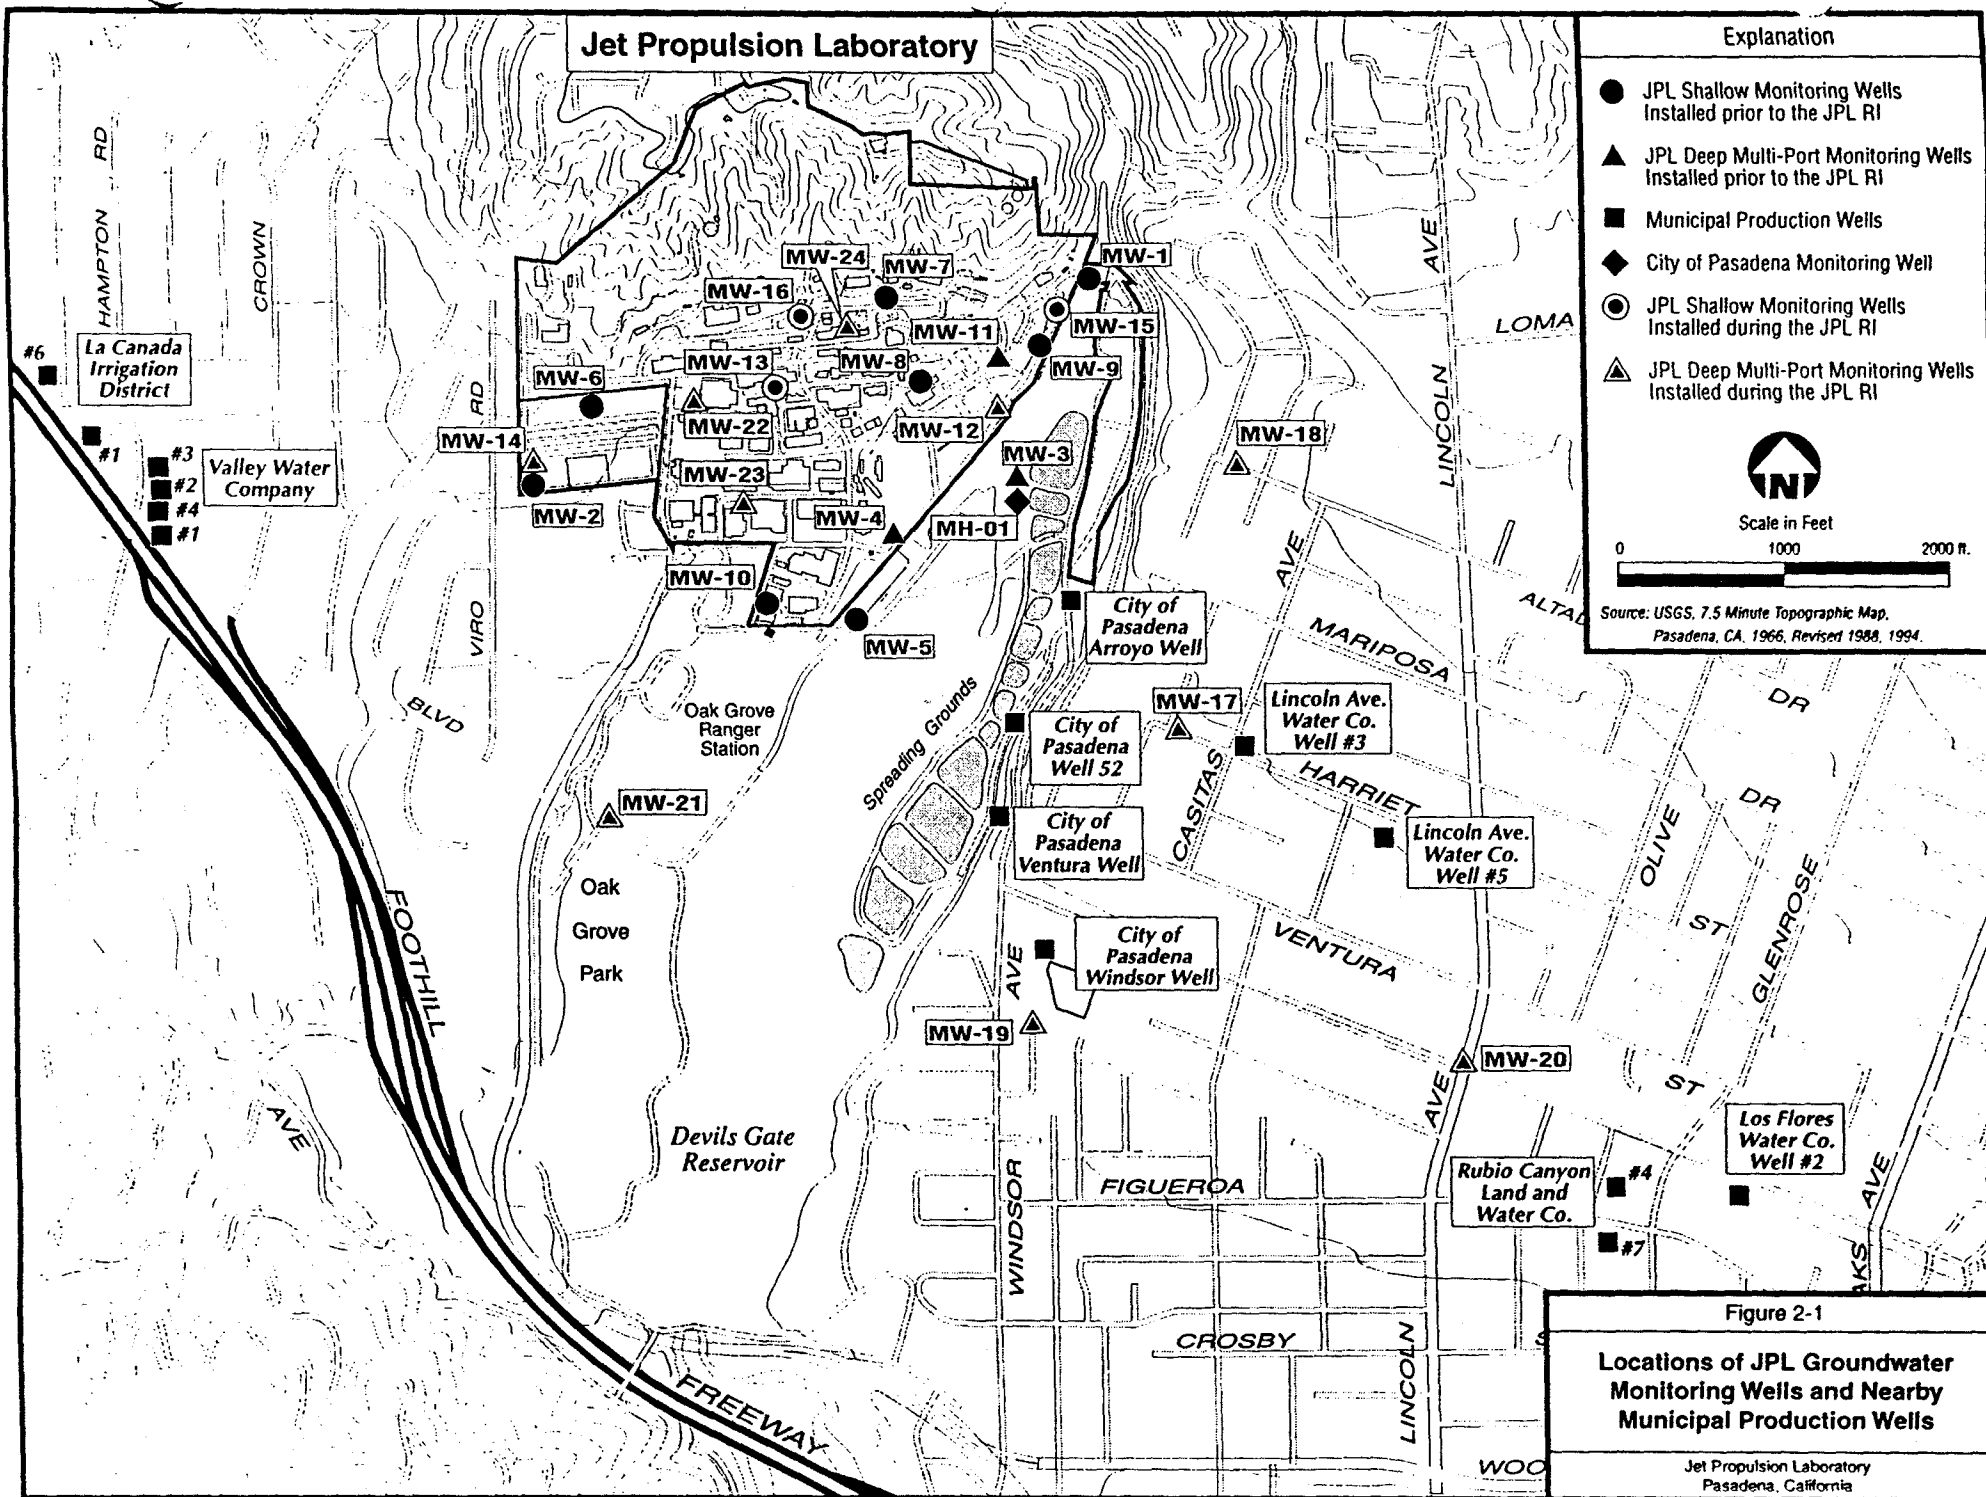 Jet Propulsion Laboratory
Explanation
JPL Shallow Monitoring Wells
Installed prior to the JPL RI
JPL Deep Multi-Port Monitoring Wells
Installed prior to the JPL RI
Municipal Production Wells
City of Pasadena Monitoring Well
JPL Shallow Monitoring Wells
Installed during the JPL RI
JPL Deep Multi-Port Monitoring Wells
Installed during the JPL RI
N
Scale in Feet
0 1000 2000 ft.
Source: USGS, 7.5 Minute Topographic Map,
Pasadena, CA, 1966, Revised 1988, 1994.
HAMPTON RD
CROWN
#6
La Canada
Irrigation
District
#1
#3
#2
#4
#1
Valley Water
Company
VIRO RD
BLVD
MW-24
MW-7
MW-1
MW-16
MW-15
MW-11
MW-13
MW-8
MW-9
MW-6
MW-22
MW-12
MW-14
MW-3
MW-18
MW-23
MW-2
MW-4
MH-01
MW-10
MW-5
AVE
LINCOLN
LOMA
AVE
ALTAD
MARIPOSA
DR
City of
Pasadena
Arroyo Well
Oak Grove
Ranger
Station
Spreading Grounds
MW-17
Lincoln Ave.
Water Co.
Well #3
City of
Pasadena
Well 52
CASITAS
HARRIET
DR
MW-21
City of
Pasadena
Ventura Well
Lincoln Ave.
Water Co.
Well #5
OLIVE
GLENROSE
ST
Oak
Grove
Park
FOOTHILL
City of
Pasadena
Windsor Well
VENTURA
AVE
MW-19
MW-20
ST
AVE
AVE
Devils Gate
Reservoir
Los Flores
Water Co.
Well #2
Rubio Canyon
Land and
Water Co.
#4
#7
WINDSOR
FIGUEROA
AVE
AKS
CROSBY
S
LINCOLN
FREEWAY
WOO
Figure 2-1
Locations of JPL Groundwater
Monitoring Wells and Nearby
Municipal Production Wells
Jet Propulsion Laboratory
Pasadena, California